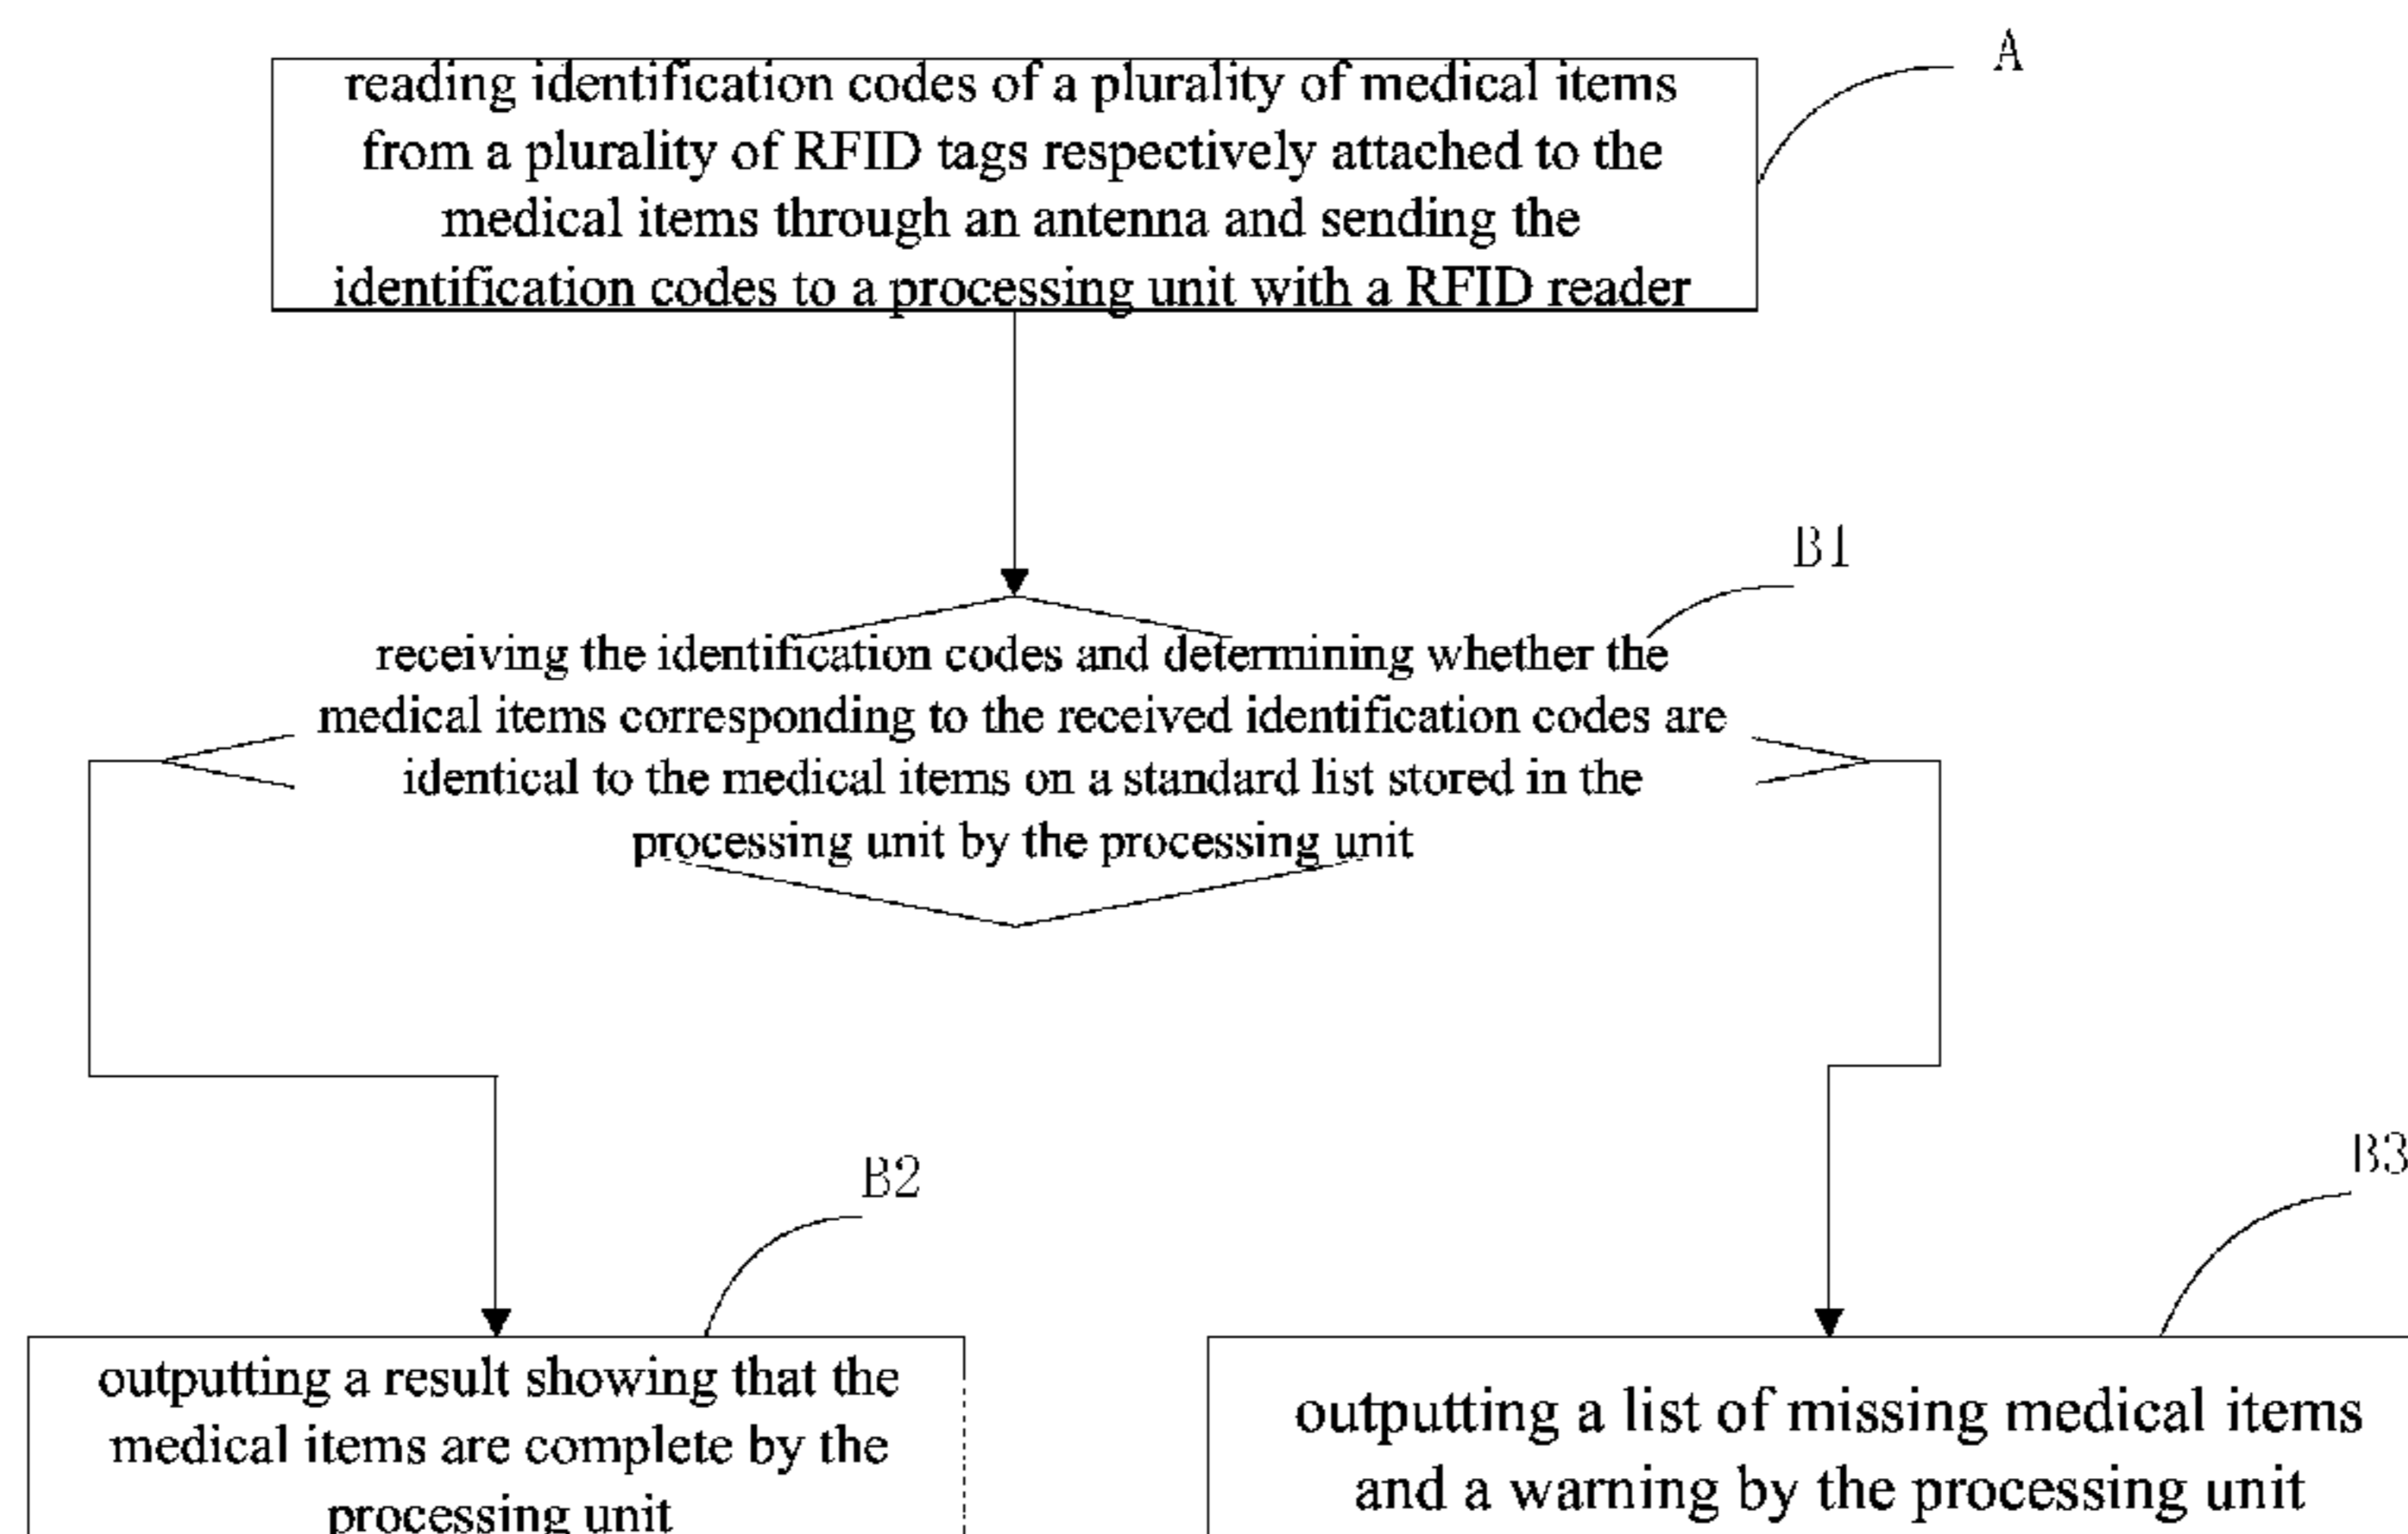 A
reading identification codes of a plurality of medical items
from a plurality of RFID tags respectively attached to the
medical items through an antenna and sending the
identification codes to a processing unit with a RFID reader
B1
receiving the identification codes and determining whether the
medical items corresponding to the received identification codes are
identical to the medical items on a standard list stored in the
processing unit by the processing unit
B2
outputting a result showing that the
medical items are complete by the
processing unit
B3
outputting a list of missing medical items
and a warning by the processing unit